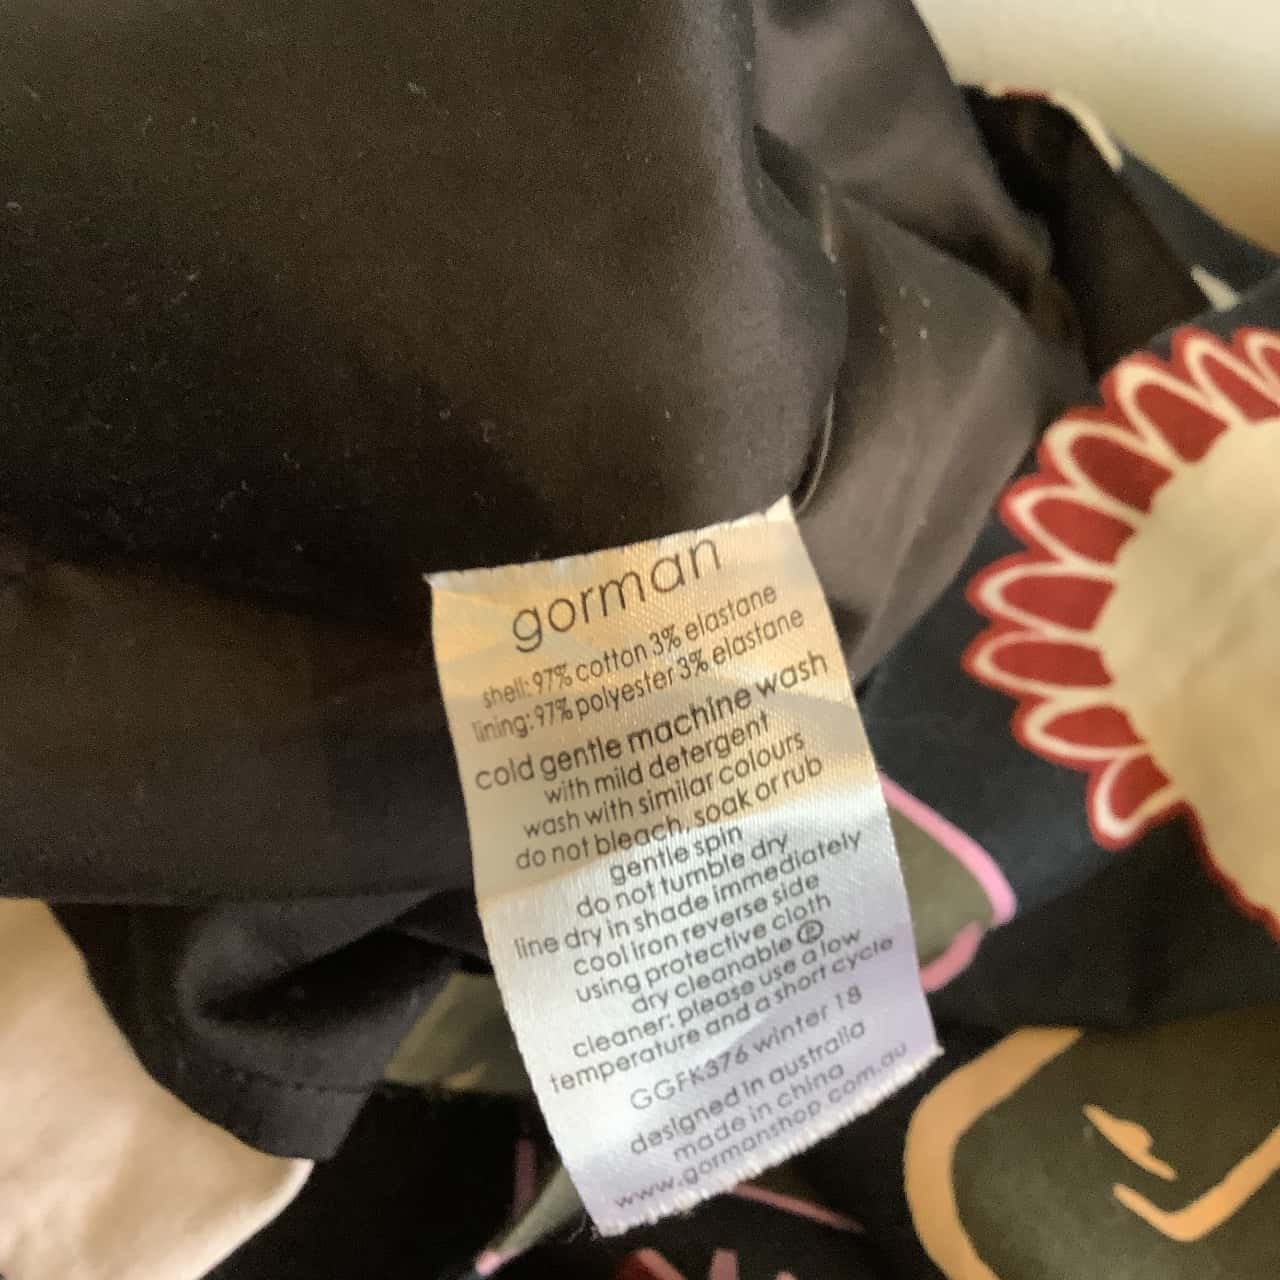 gorman
shell: 97% cotton 3% elastane
lining: 97% polyester 3% elastane
cold gentle machine wash
with mild detergent
wash with similar colours
do not bleach, soak or rub
gentle spin
do not tumble dry
line dry in shade immediately
cool iron reverse side
using protective cloth
dry cleanable Ⓟ
cleaner: please use a low
temperature and a short cycle
GGFK376 winter 18
designed in australia
made in china
www.gormanshop.com.au